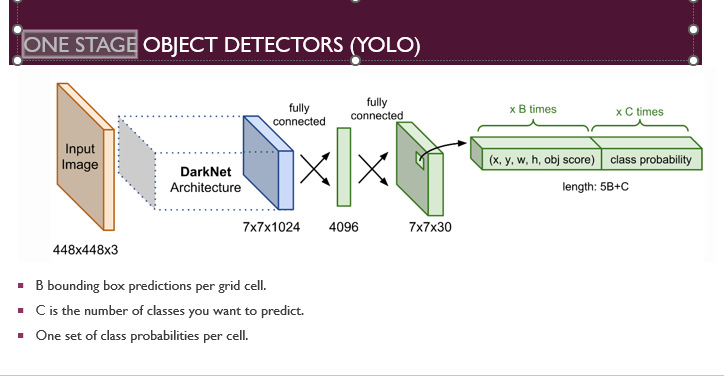 ONE STAGE OBJECT DETECTORS (YOLO)
fully
connected
fully
connected
x B times
x C times
Input
Image
DarkNet
Architecture
(x, y, w, h, obj score)
class probability
length: 5B+C
7x7x1024
4096
7x7x30
448x448x3
▪ B bounding box predictions per grid cell.
▪ C is the number of classes you want to predict.
▪ One set of class probabilities per cell.